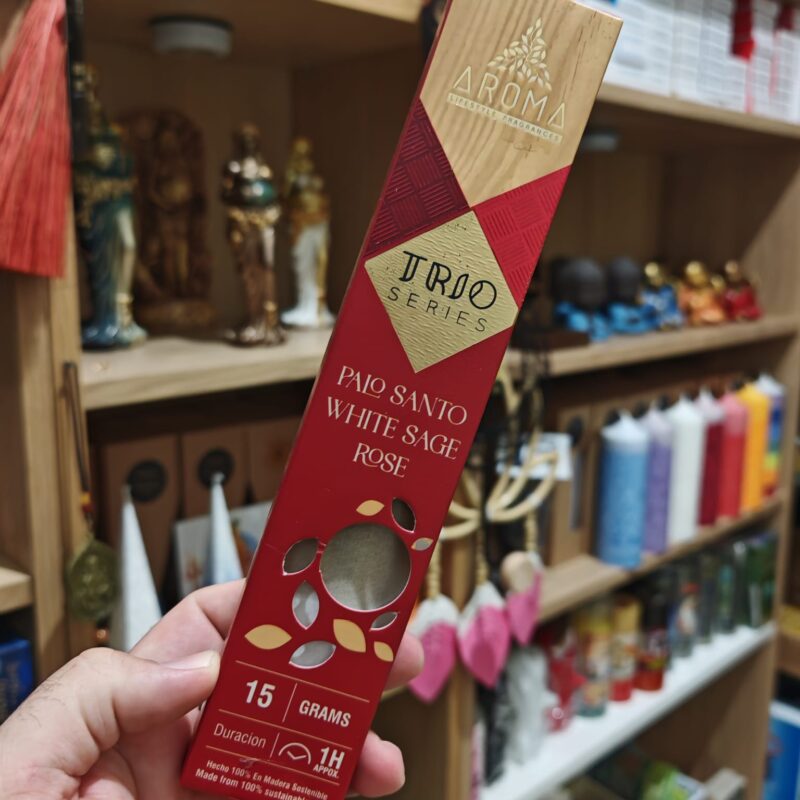 AROMA
LIFESTYLE FRAGRANCES
TRIO
SERIES
PALO SANTO
WHITE SAGE
ROSE
15 GRAMS
Duracion 1H
APPOX.
Hecho 100% En Madera Sostenible
Made from 100% sustainable